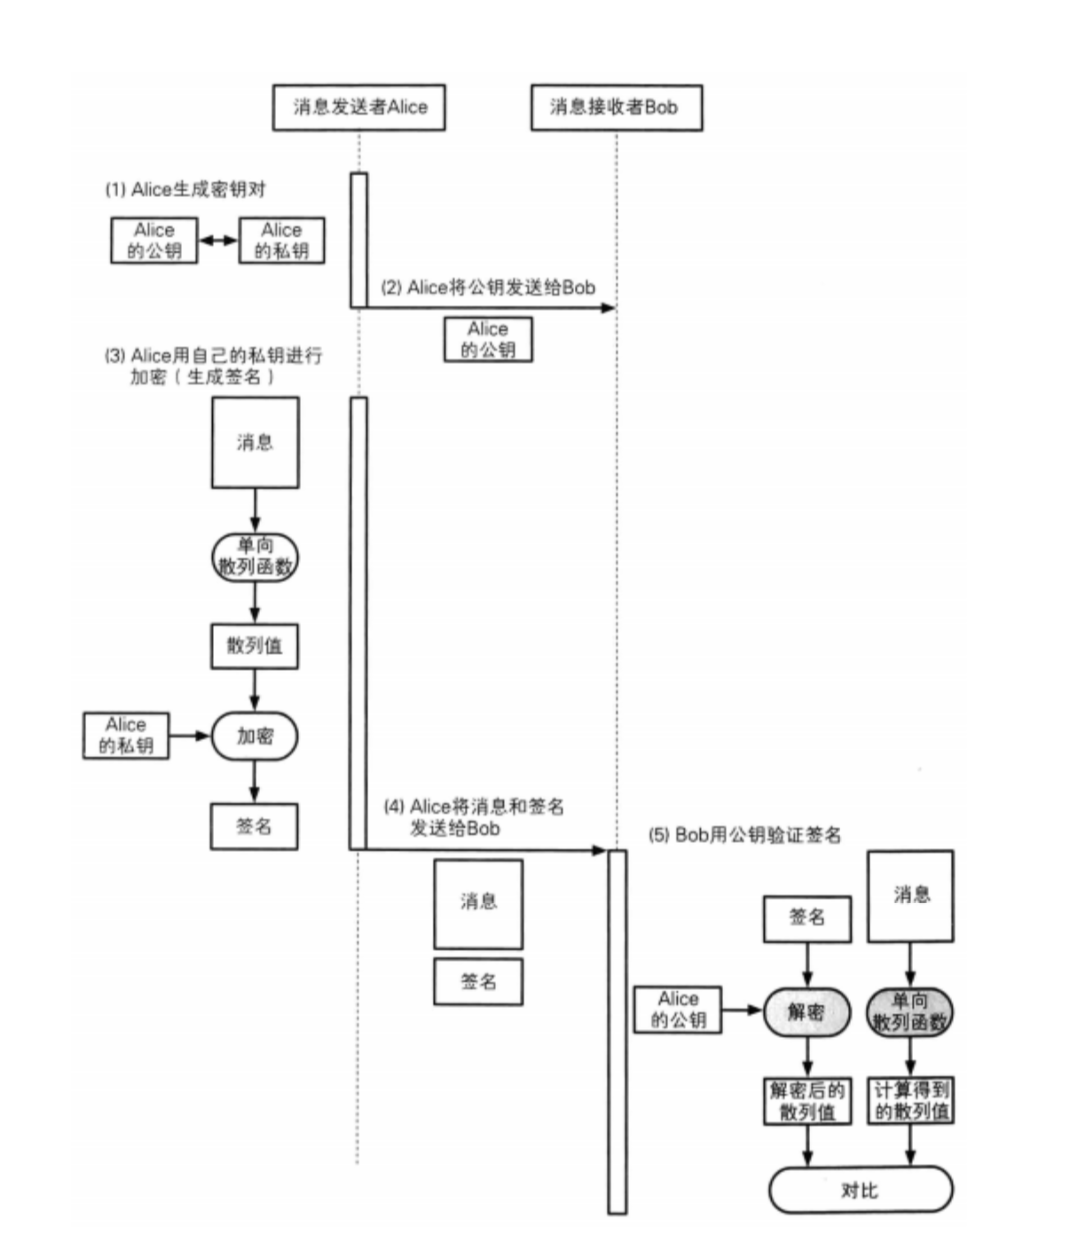 消息发送者Alice
消息接收者Bob
(1) Alice生成密钥对
Alice
的公钥
Alice
的私钥
(2) Alice将公钥发送给Bob
Alice
的公钥
(3) Alice用自己的私钥进行
加密（生成签名）
消息
单向
散列函数
散列值
Alice
的私钥
加密
签名
(4) Alice将消息和签名
发送给Bob
消息
签名
(5) Bob用公钥验证签名
签名
消息
Alice
的公钥
解密
单向
散列函数
解密后的
散列值
计算得到
的散列值
对比